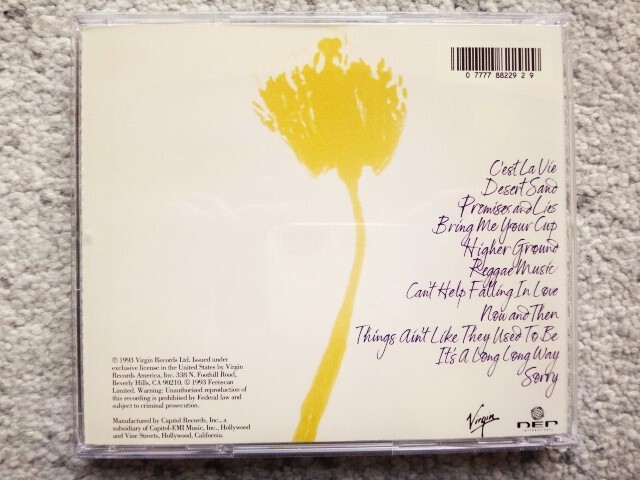 0 7777 88229 2 9
C'est La Vie
Desert Sand
Promises and Lies
Bring Me Your Cup
Higher Ground
Reggae Music
Can't Help Falling In Love
Now and Then
Things Ain't Like They Used To Be
It's A Long Long Way
Sorry
℗ 1993 Virgin Records Ltd. Issued under
exclusive license in the United States by Virgin
Records America, Inc. 338 N. Foothill Road,
Beverly Hills, CA 90210. © 1993 Fernscan
Limited. Warning: Unauthorized reproduction of
this recording is prohibited by Federal law and
subject to criminal prosecution.
Manufactured by Capitol Records, Inc., a
subsidiary of Capitol-EMI Music, Inc., Hollywood
and Vine Streets, Hollywood, California.
Virgin
DEP
INTERNATIONAL